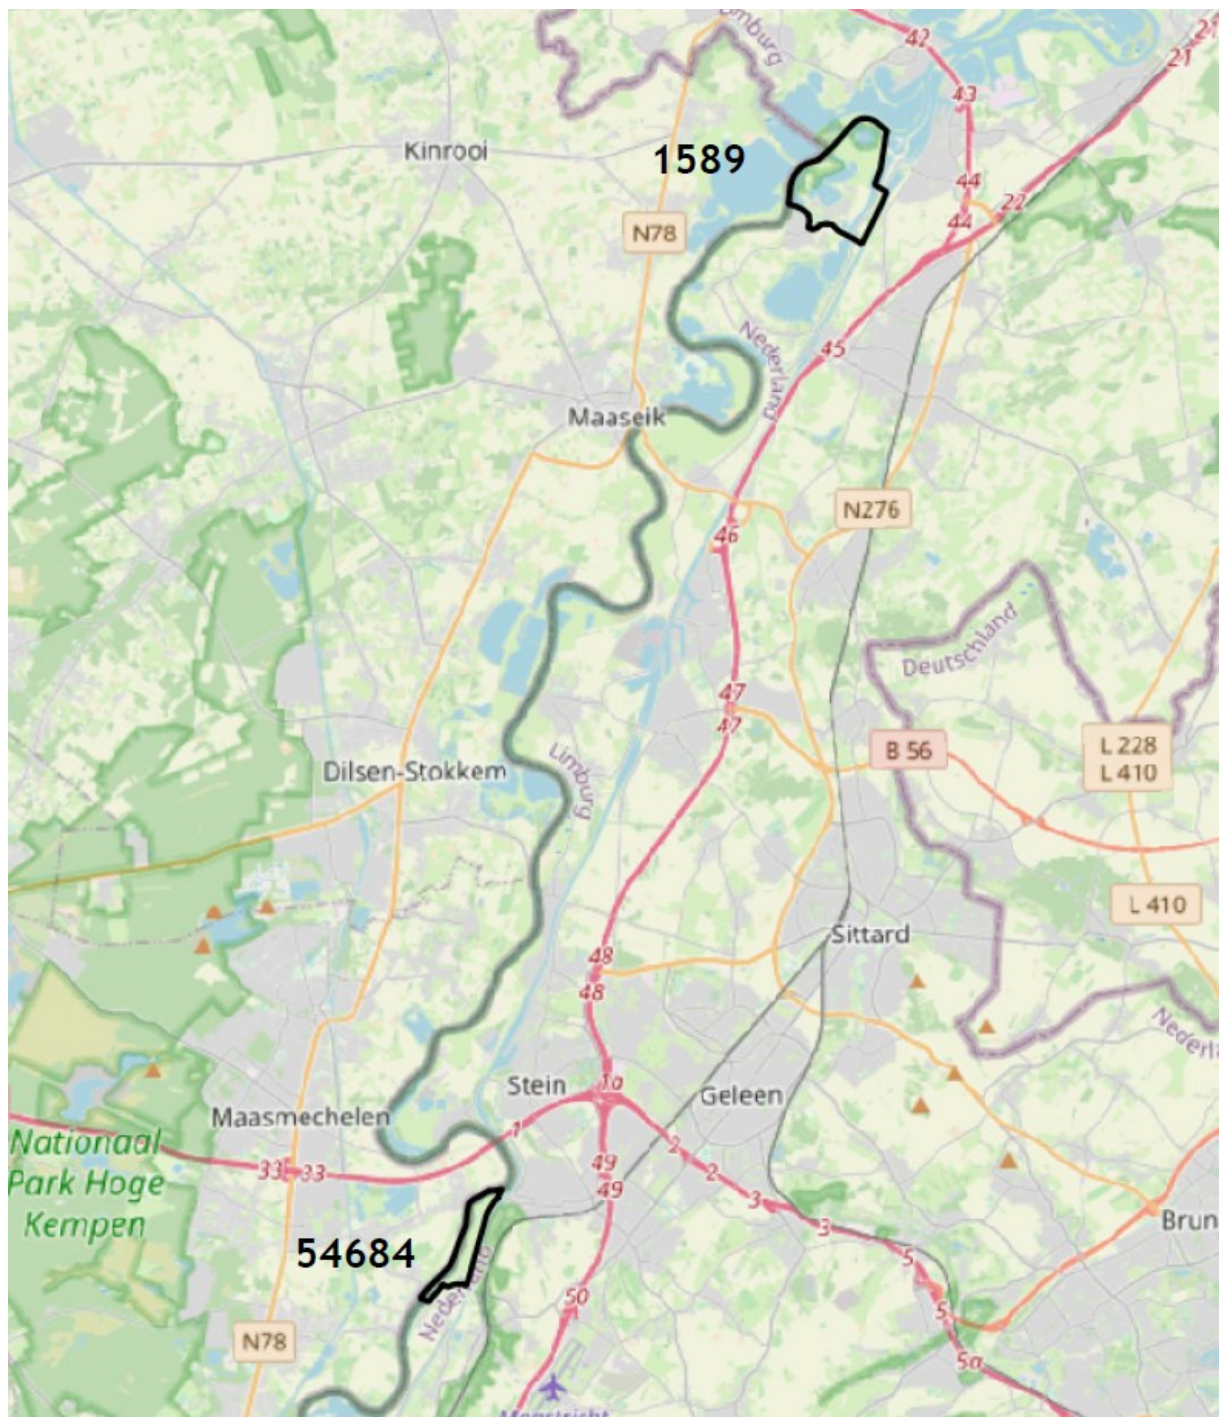 Limburg
42
21
21
43
Kinrooi
1589
44
22
44
N78
Nederland
45
Maaseik
N276
46
Deutschland
47
47
B 56
L 228
L 410
Limburg
Dilsen-Stokkem
L 410
Sittard
48
48
Nederla
1a
Stein
Geleen
Maasmechelen
1
2
Nationaal
Park Hoge
Kempen
33
33
49
2
49
3
3
Brun
54684
5
50
5
N78
5a
Maastricht